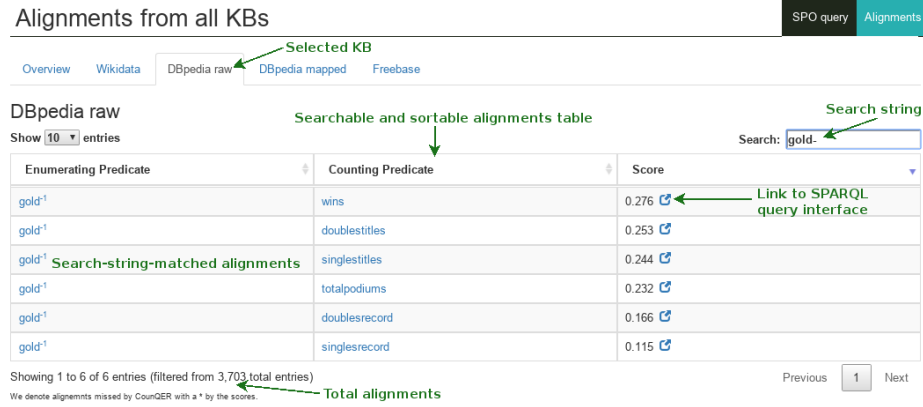 Alignments from all KBs
SPO query
Alignments
Selected KB
Overview
Wikidata
DBpedia raw
DBpedia mapped
Freebase
DBpedia raw
Searchable and sortable alignments table
Search string
Show 10 entries
Search: gold-
Enumerating Predicate
Counting Predicate
Score
gold⁻¹ wins 0.276
Link to SPARQL
query interface
gold⁻¹ doublestitles 0.253
gold⁻¹ singlestitles 0.244
Search-string-matched alignments
gold⁻¹ totalpodiums 0.232
gold⁻¹ doublesrecord 0.166
gold⁻¹ singlesrecord 0.115
Showing 1 to 6 of 6 entries (filtered from 3,703 total entries)
Previous 1 Next
Total alignments
We denote alignemnts missed by CounQER with a * by the scores.